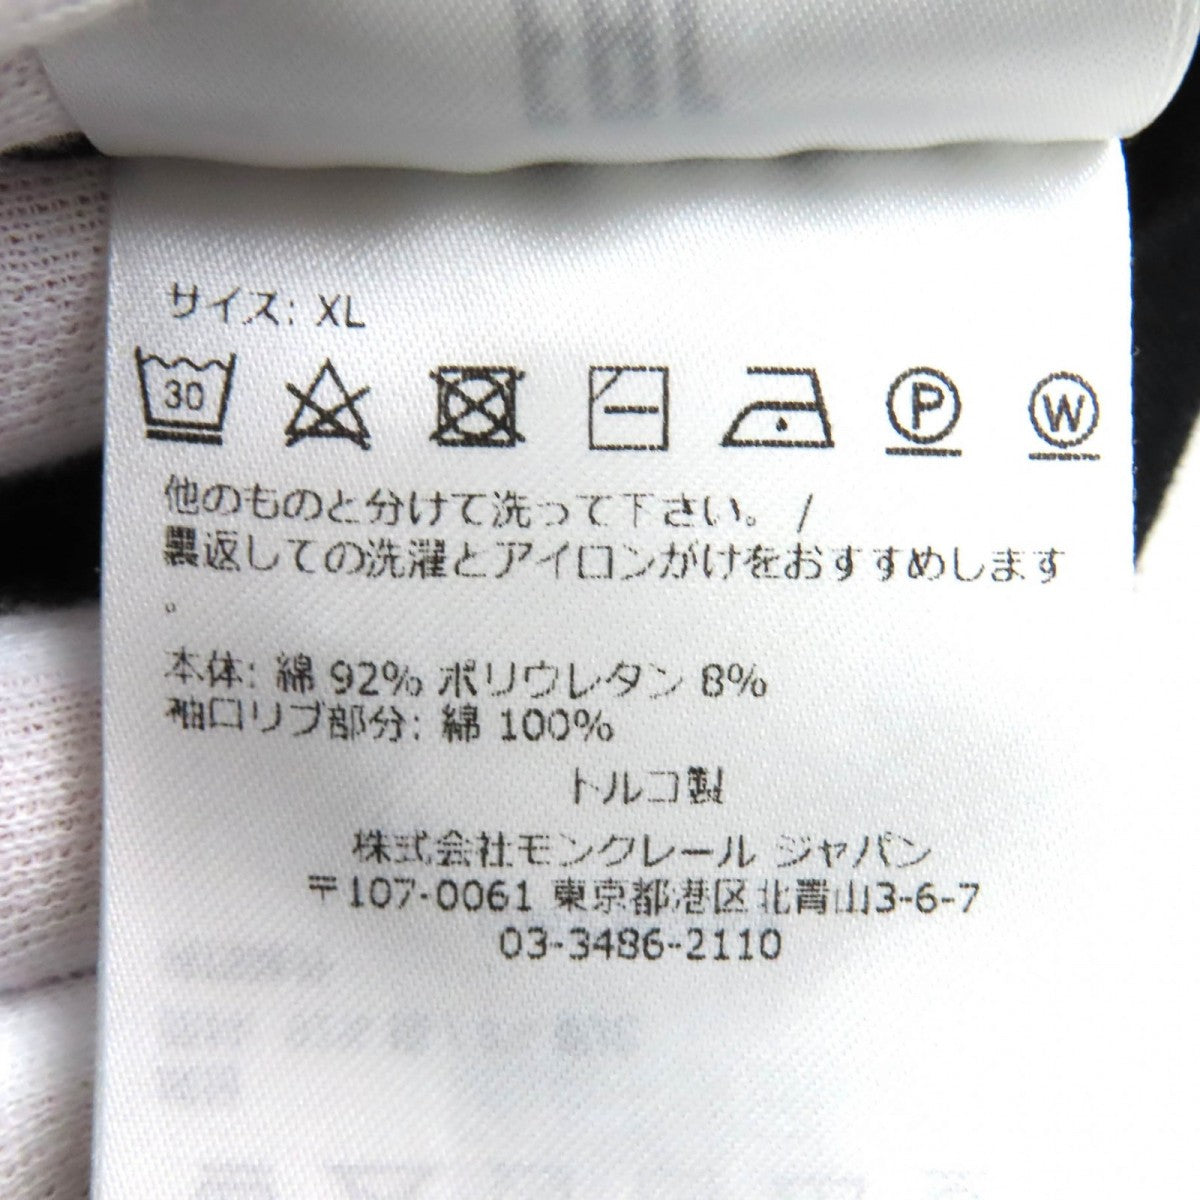 サイズ: XL
30 P W
他のものと分けて洗って下さい。 /
裏返しての洗濯とアイロンがけをおすすめします
。
本体: 綿 92% ポリウレタン 8%
袖口リブ部分: 綿 100%
トルコ製
株式会社モンクレール ジャパン
〒107-0061 東京都港区北青山3-6-7
03-3486-2110